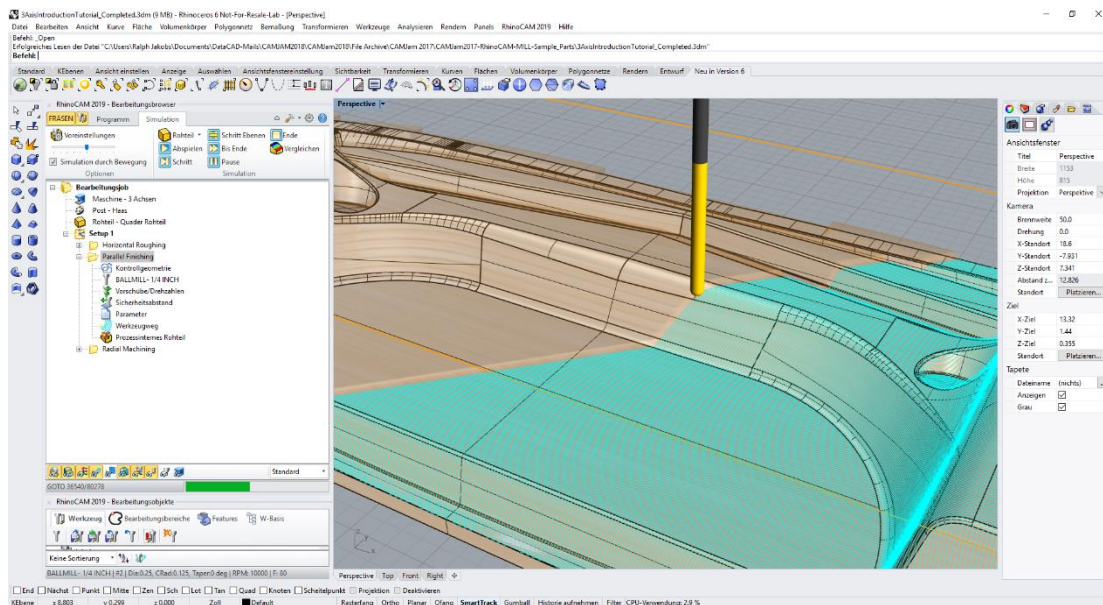 3AxisIntroductionTutorial_Completed.3dm (9 MB) - Rhinoceros 6 Not-For-Resale-Lab - [Perspective]
Datei Bearbeiten Ansicht Kurve Fläche Volumenkörper Polygonnetz Bemaßung Transformieren Werkzeuge Analysieren Rendern Panels RhinoCAM 2019 Hilfe
Befehl: _Open
Erfolgreiches Lesen der Datei "C:\Users\Ralph Jakobs\Documents\DataCAD-Mails\CAMJAM2018\CAMJam2018\File Archive\CAMJam 2017\CAMJam2017-RhinoCAM-MILL-Sample_Parts\3AxisIntroductionTutorial_Completed.3dm"
Befehl:
Standard KEbenen Ansicht einstellen Anzeige Auswählen Ansichtsfenstereinstellung Sichtbarkeit Transformieren Kurven Flächen Volumenkörper Polygonnetze Rendern Entwurf Neu in Version 6
RhinoCAM 2019 - Bearbeitungsbrowser
FRÄSEN Programm Simulation
Voreinstellungen
Simulation durch Bewegung
Optionen
Rohteil Schritt Ebenen Ende
Abspielen Bis Ende Vergleichen
Schritt Pause
Simulation
Bearbeitungsjob
Maschine - 3 Achsen
Post - Haas
Rohteil - Quader Rohteil
Setup 1
Horizontal Roughing
Parallel Finishing
Kontrollgeometrie
BALLMILL- 1/4 INCH
Vorschübe/Drehzahlen
Sicherheitsabstand
Parameter
Werkzeugweg
Prozessinternes Rohteil
Radial Machining
Standard
GOTO 36540/80278
RhinoCAM 2019 - Bearbeitungsobjekte
Werkzeug Bearbeitungsbereiche Features W-Basis
Keine Sortierung
BALLMILL- 1/4 INCH | #2 | Dia:0.25, CRad:0.125, Taper:0 deg | RPM: 10000 | F: 80
Perspective
z
y
x
Perspective Top Front Right
Ansichtsfenster
Titel Perspective
Breite 1153
Höhe 815
Projektion Perspektive
Kamera
Brennweite 50.0
Drehung 0.0
X-Standort 18.6
Y-Standort -7.931
Z-Standort 7.341
Abstand z... 12.826
Standort Platzieren...
Ziel
X-Ziel 13.32
Y-Ziel 1.44
Z-Ziel 0.355
Standort Platzieren...
Tapete
Dateiname (nichts)
Anzeigen
Grau
End Nächst Punkt Mitte Zen Sch Lot Tan Quad Knoten Scheitelpunkt Projektion Deaktivieren
KEbene x 8.803 y 0.299 z 0.000 Zoll Default Rasterfang Ortho Planar Ofang SmartTrack Gumball Historie aufnehmen Filter CPU-Verwendung: 2.9 %